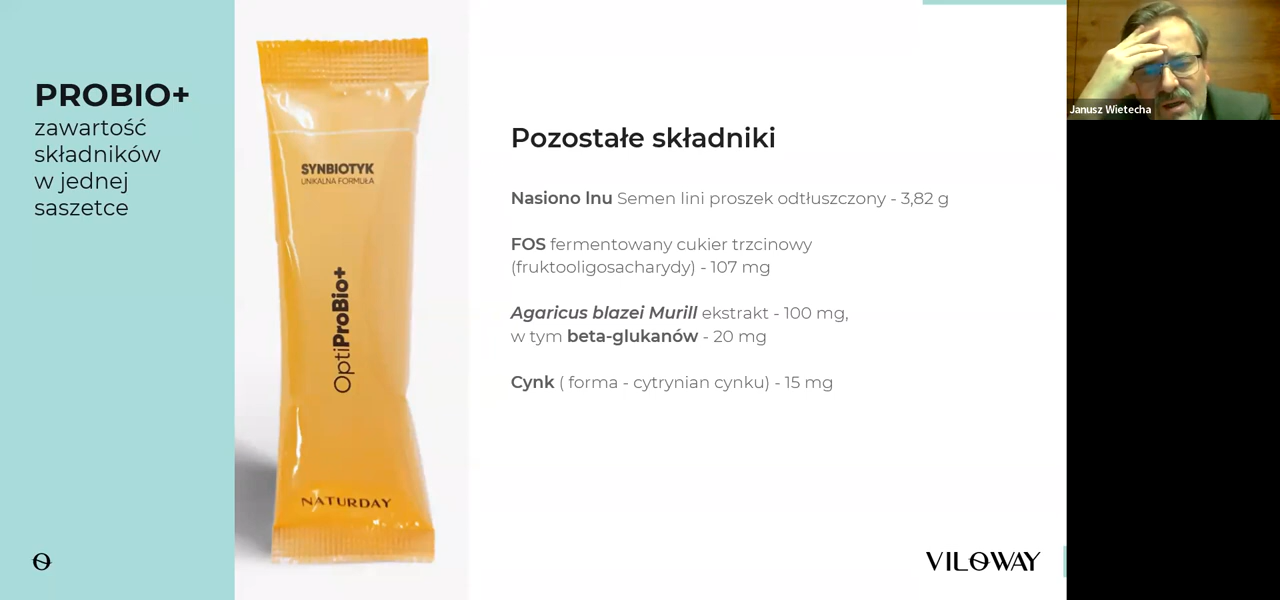 PROBIO+
zawartość
składników
w jednej
saszetce
SYNBIOTYK
UNIKALNA FORMUŁA
OptiProBio+
NATURDAY
Pozostałe składniki
Nasiono lnu Semen lini proszek odtłuszczony - 3,82 g
FOS fermentowany cukier trzcinowy
(fruktooligosacharydy) - 107 mg
Agaricus blazei Murill ekstrakt - 100 mg,
w tym beta-glukanów - 20 mg
Cynk ( forma - cytrynian cynku) - 15 mg
VILOWAY
Janusz Wietecha